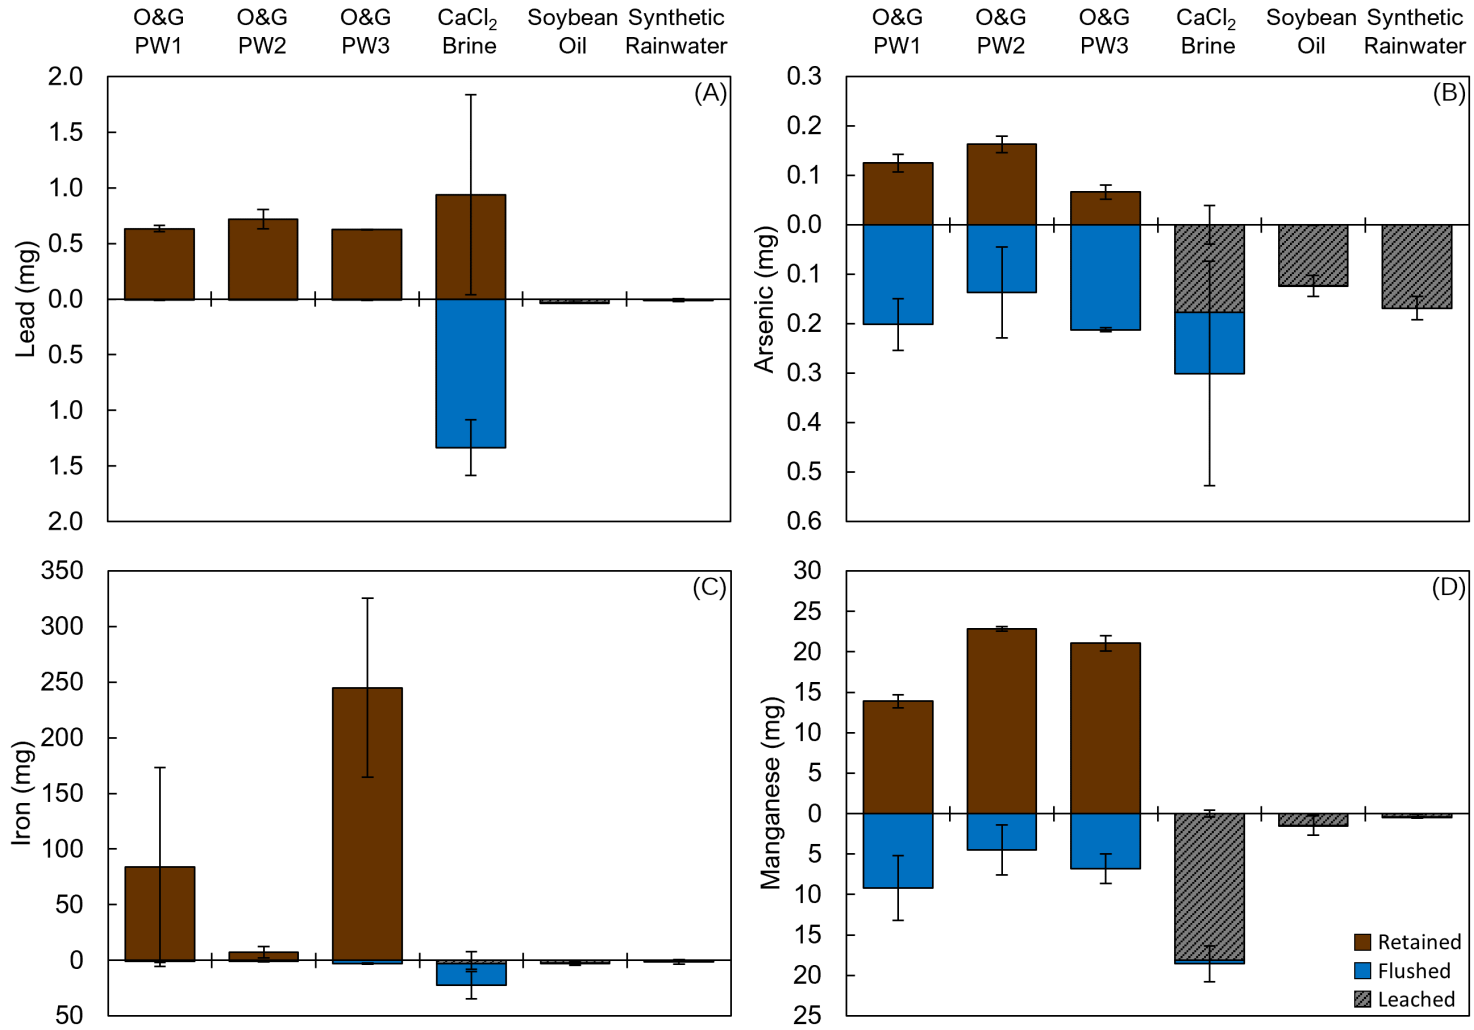 O&G PW1
O&G PW2
O&G PW3
CaCl₂ Brine
Soybean Oil
Synthetic Rainwater
O&G PW1
O&G PW2
O&G PW3
CaCl₂ Brine
Soybean Oil
Synthetic Rainwater
(A)
Lead (mg)
2.0
1.5
1.0
0.5
0.0
0.5
1.0
1.5
2.0
(B)
Arsenic (mg)
0.3
0.2
0.1
0.0
0.1
0.2
0.3
0.4
0.5
0.6
(C)
Iron (mg)
350
300
250
200
150
100
50
0
50
(D)
Manganese (mg)
30
25
20
15
10
5
0
5
10
15
20
25
Retained
Flushed
Leached